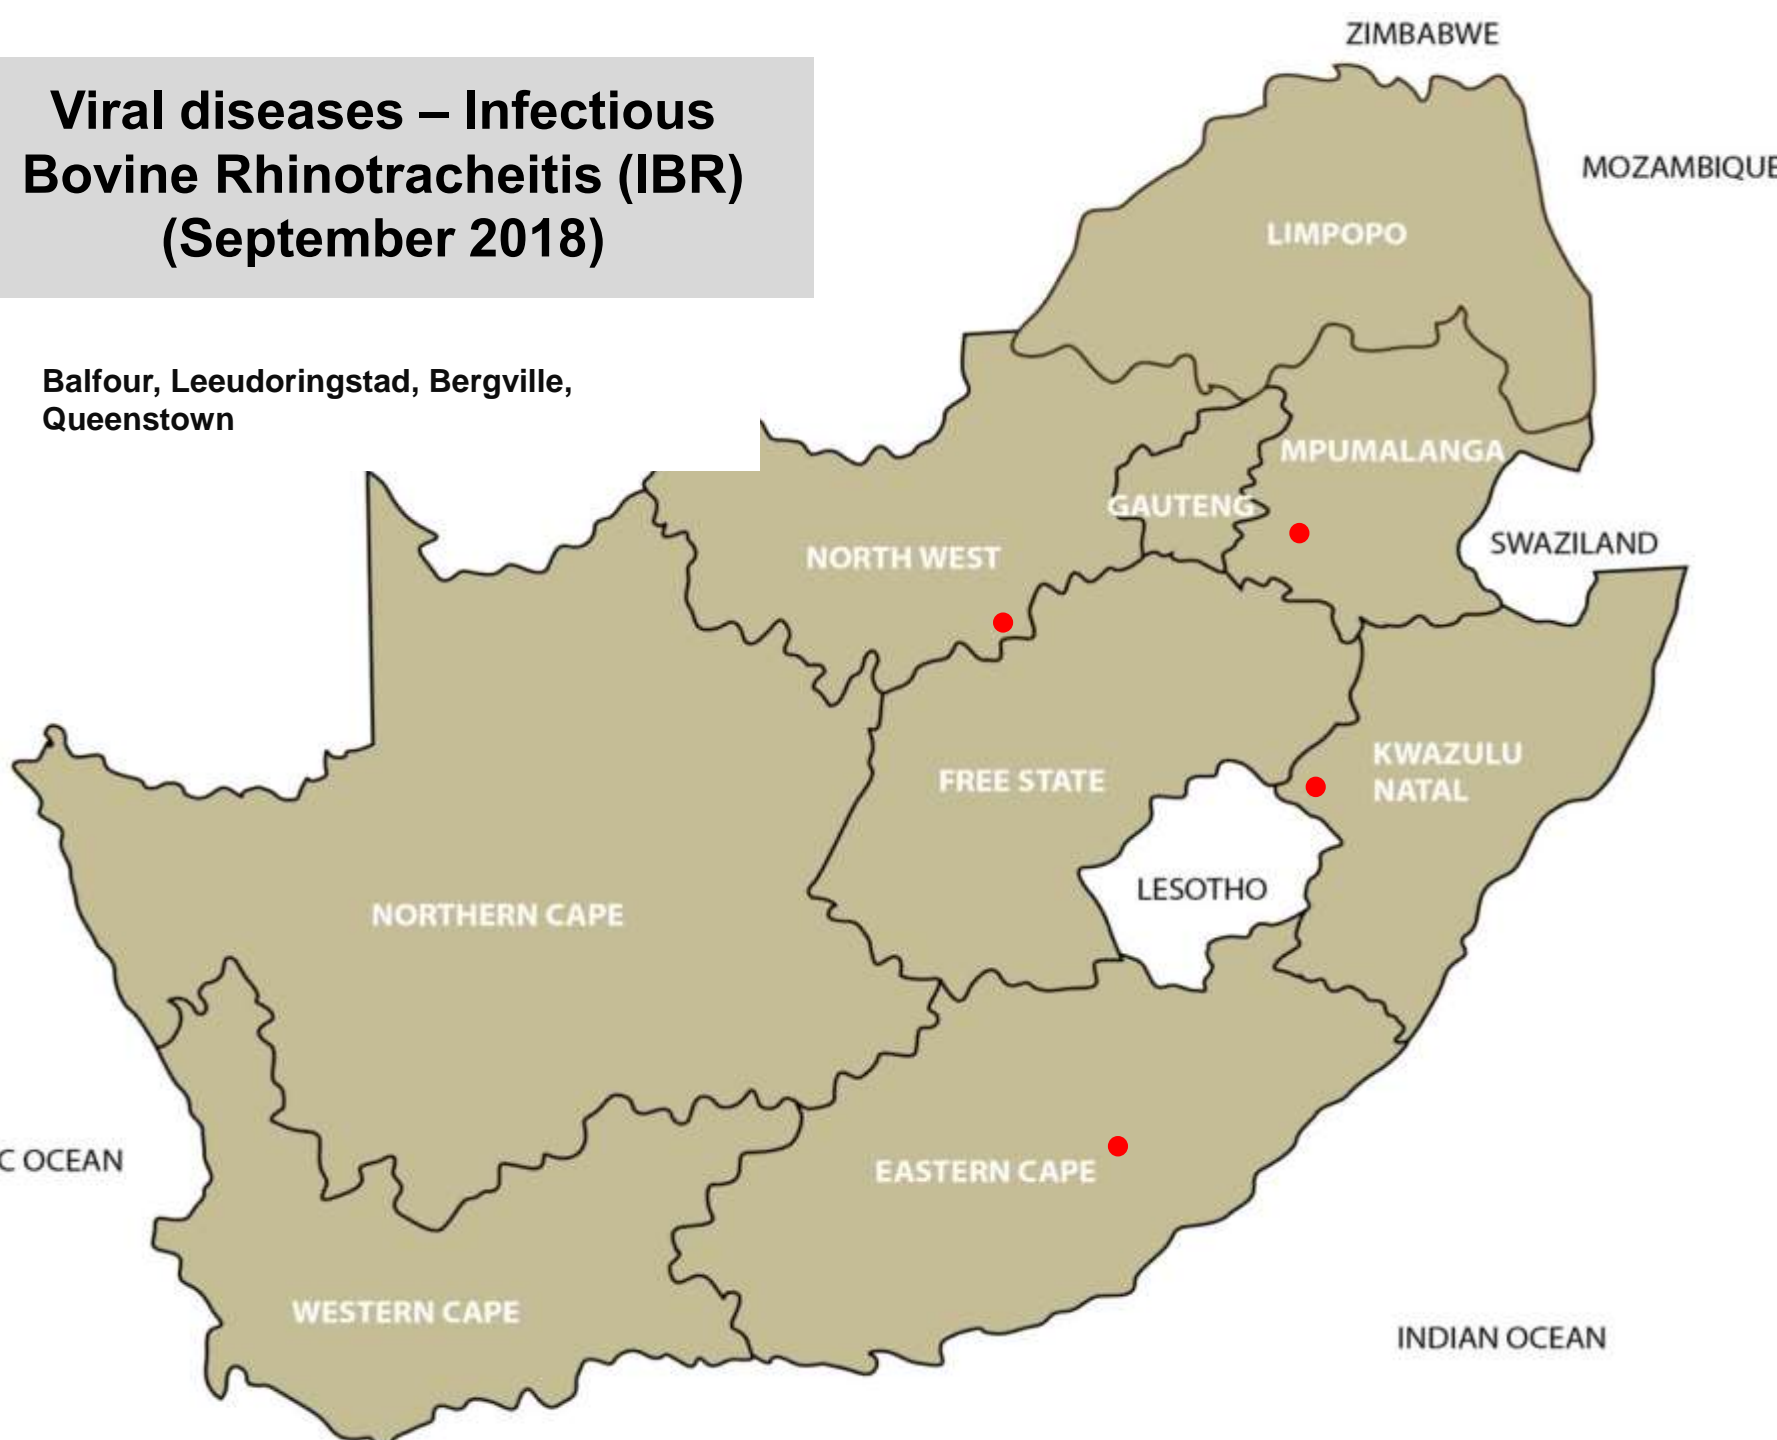 Viral diseases – Infectious
Bovine Rhinotracheitis (IBR)
(September 2018)
Balfour, Leeudoringstad, Bergville,
Queenstown
ZIMBABWE
MOZAMBIQUE
LIMPOPO
MPUMALANGA
GAUTENG
SWAZILAND
NORTH WEST
KWAZULU
NATAL
FREE STATE
LESOTHO
NORTHERN CAPE
C OCEAN
EASTERN CAPE
WESTERN CAPE
INDIAN OCEAN